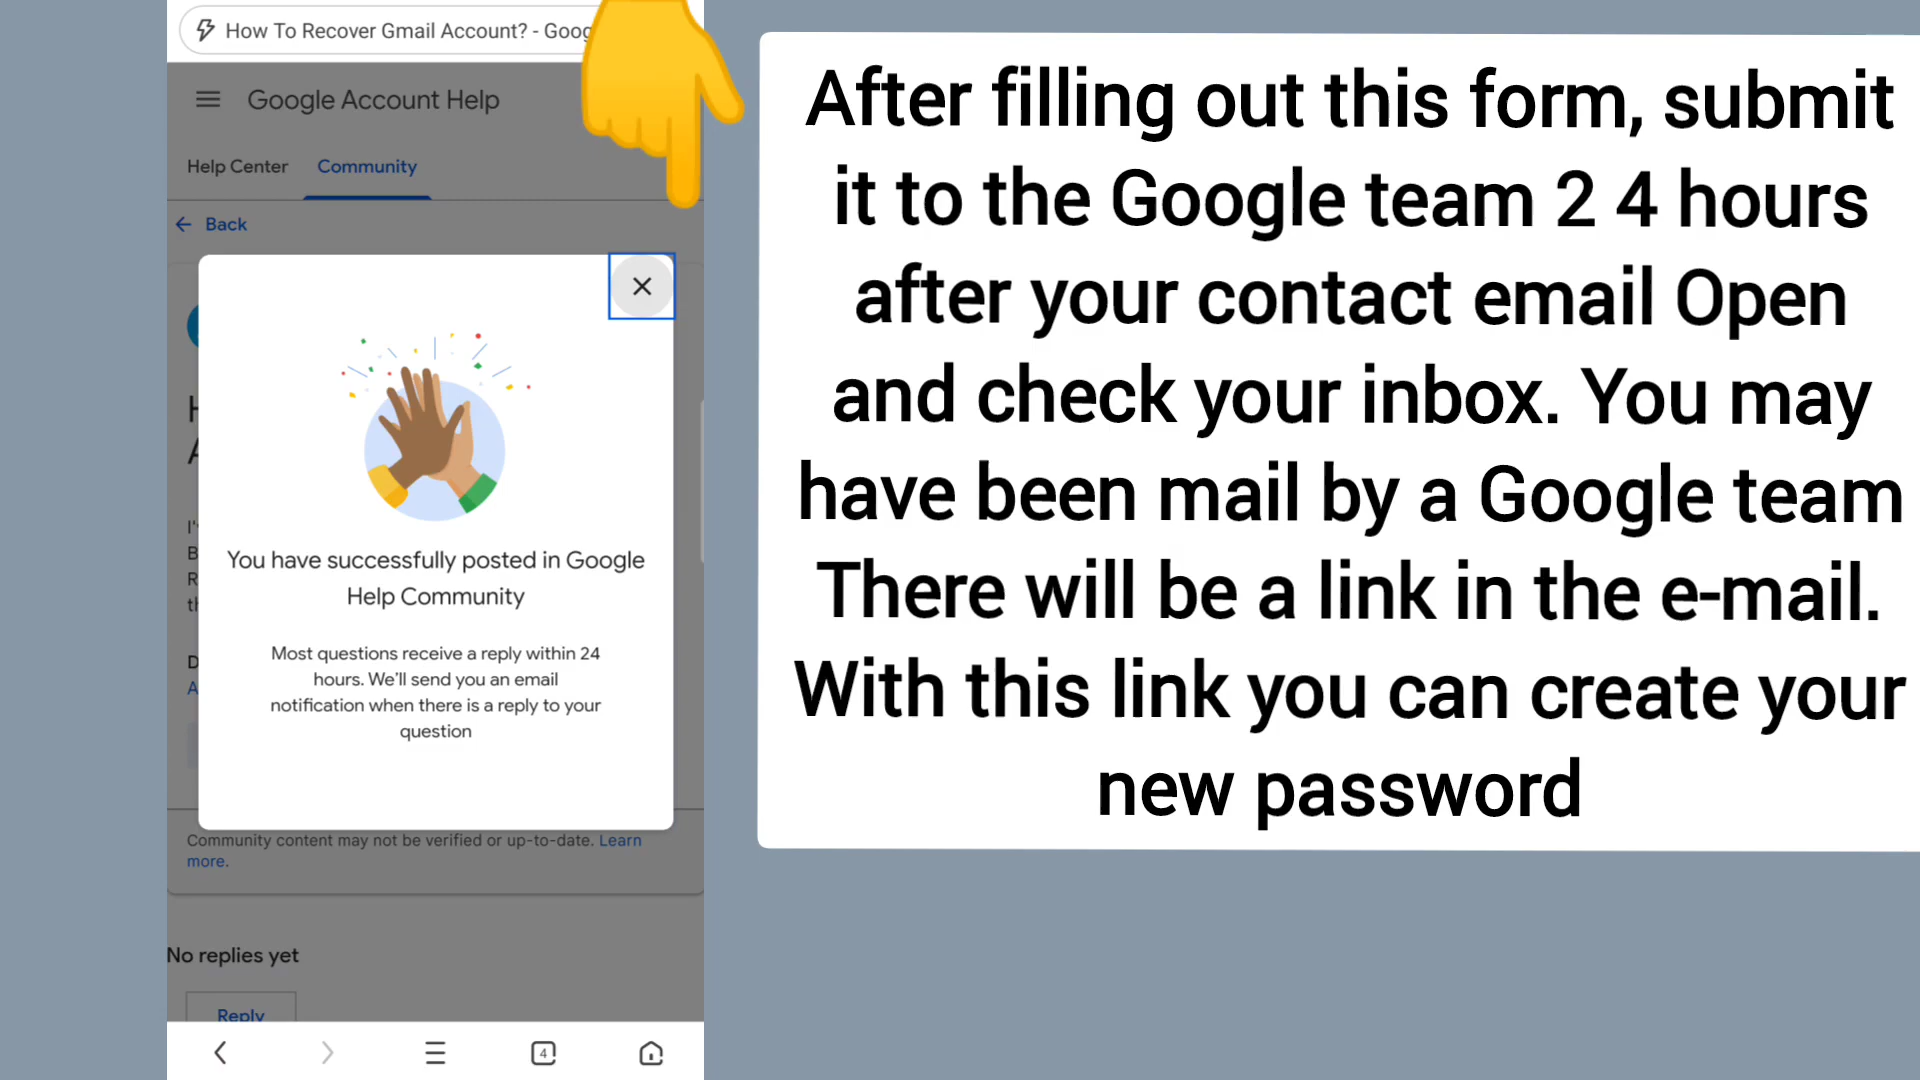 How To Recover Gmail Account? - Goog
Google Account Help
Help Center Community
Back
You have successfully posted in Google
Help Community
Most questions receive a reply within 24
hours. We'll send you an email
notification when there is a reply to your
question
Community content may not be verified or up-to-date. Learn
more.
No replies yet
Reply
4
After filling out this form, submit
it to the Google team 2 4 hours
after your contact email Open
and check your inbox. You may
have been mail by a Google team
There will be a link in the e-mail.
With this link you can create your
new password